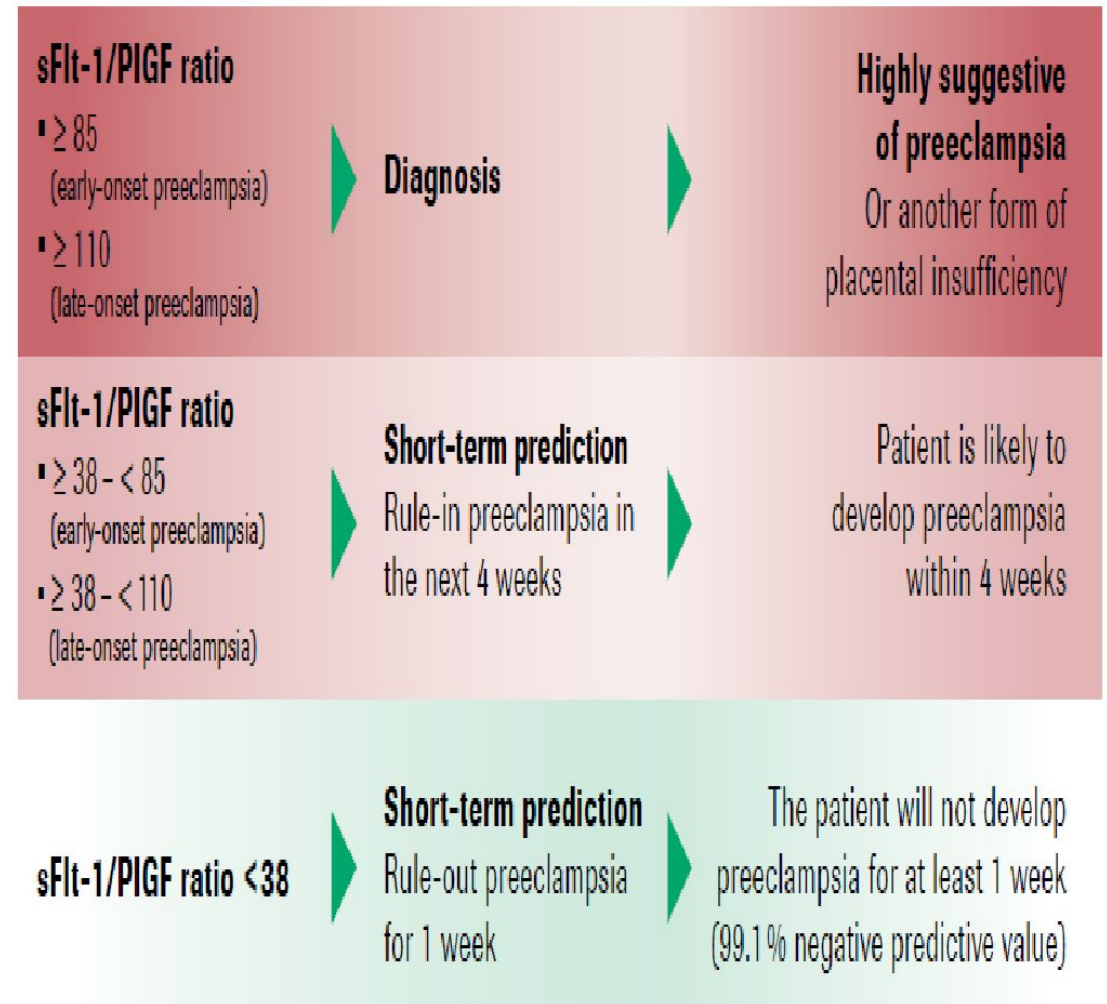 sFlt-1/PlGF ratio
▪ ≥ 85
(early-onset preeclampsia)
▪ ≥ 110
(late-onset preeclampsia)
Diagnosis
Highly suggestive
of preeclampsia
Or another form of
placental insufficiency
sFlt-1/PlGF ratio
▪ ≥ 38 – < 85
(early-onset preeclampsia)
▪ ≥ 38 – < 110
(late-onset preeclampsia)
Short-term prediction
Rule-in preeclampsia in
the next 4 weeks
Patient is likely to
develop preeclampsia
within 4 weeks
sFlt-1/PlGF ratio <38
Short-term prediction
Rule-out preeclampsia
for 1 week
The patient will not develop
preeclampsia for at least 1 week
(99.1% negative predictive value)